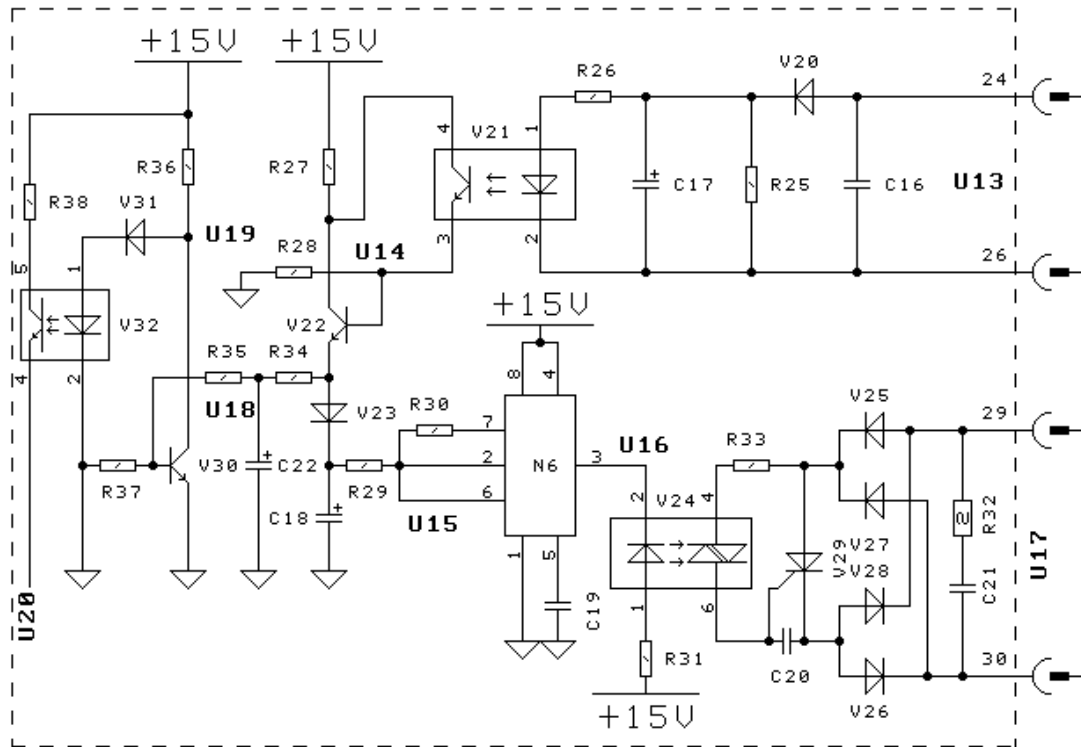 +15V +15V
V20
24
R26
4 V21 1
R36 R27
C17 R25 C16 U13
R38 V31
U19
R28 U14 3 2 26
5 1
+15V
V32 V22
R35 R34
4 2 8 4
V25
U18 V23 R30 7 29
U16 R33
R37 V30 C22 R29 2 N6 3
6 2 V24 4
C18 U15 R32
V27
V29 V28 U17
1 5 C21
C19 1 6
U20
R31 C20 30
V26
+15V